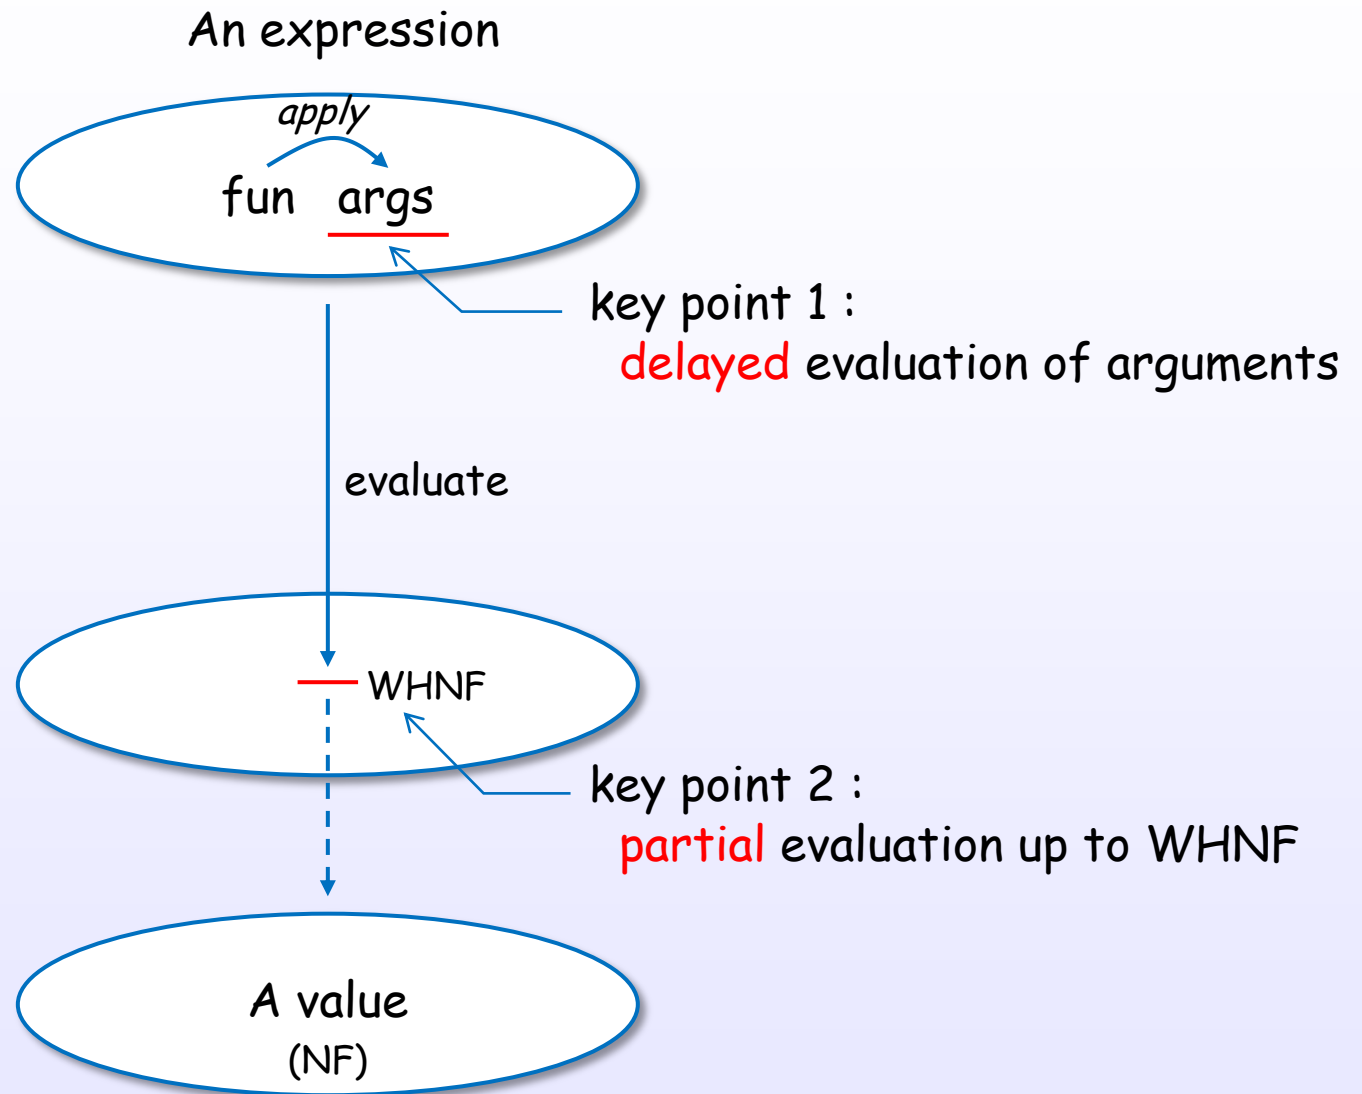 An expression
apply
fun args
key point 1 :
delayed evaluation of arguments
evaluate
WHNF
key point 2 :
partial evaluation up to WHNF
A value
(NF)